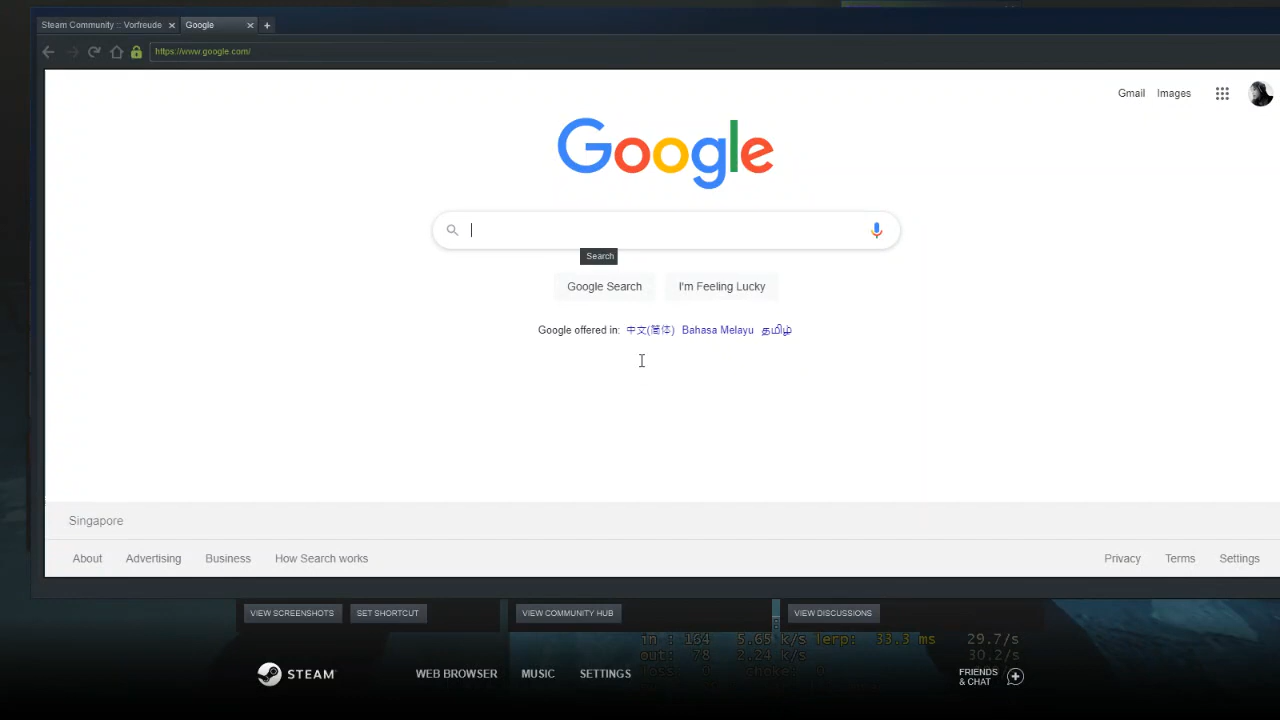 Steam Community :: Vorfreude
Google
https://www.google.com/
Gmail Images
Google
Search
Google Search I'm Feeling Lucky
Google offered in: 中文(简体) Bahasa Melayu தமிழ்
Singapore
About Advertising Business How Search works
Privacy Terms Settings
VIEW SCREENSHOTS SET SHORTCUT VIEW COMMUNITY HUB VIEW DISCUSSIONS
in : 164 5.65 k/s lerp: 33.3 ms 29.7/s
out: 78 2.24 k/s 30.2/s
loss: choke:
STEAM WEB BROWSER MUSIC SETTINGS
FRIENDS
& CHAT